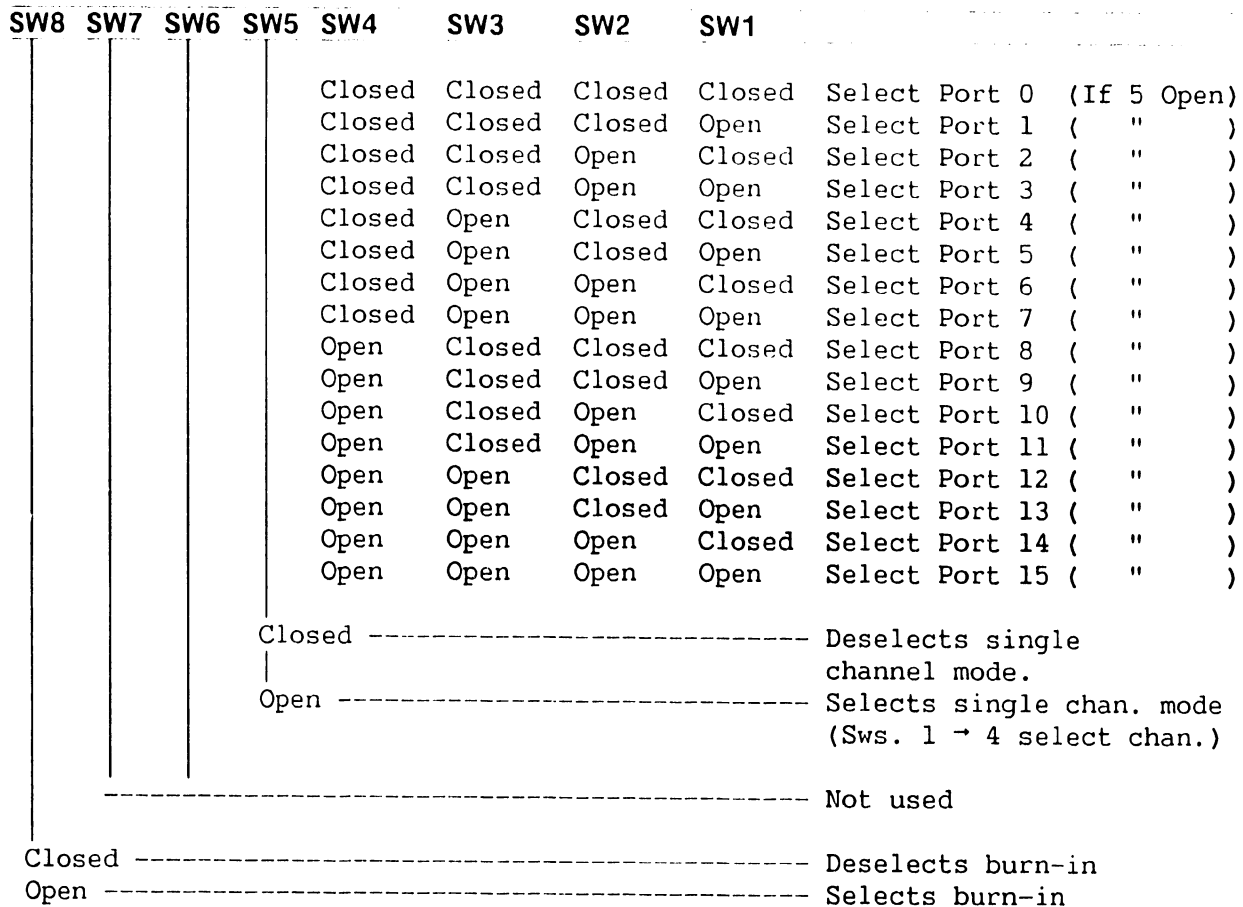 SW8 SW7 SW6 SW5 SW4 SW3 SW2 SW1
Closed Closed Closed Closed Select Port 0 (If 5 Open)
Closed Closed Closed Open Select Port 1 ( " )
Closed Closed Open Closed Select Port 2 ( " )
Closed Closed Open Open Select Port 3 ( " )
Closed Open Closed Closed Select Port 4 ( " )
Closed Open Closed Open Select Port 5 ( " )
Closed Open Open Closed Select Port 6 ( " )
Closed Open Open Open Select Port 7 ( " )
Open Closed Closed Closed Select Port 8 ( " )
Open Closed Closed Open Select Port 9 ( " )
Open Closed Open Closed Select Port 10 ( " )
Open Closed Open Open Select Port 11 ( " )
Open Open Closed Closed Select Port 12 ( " )
Open Open Closed Open Select Port 13 ( " )
Open Open Open Closed Select Port 14 ( " )
Open Open Open Open Select Port 15 ( " )
Closed ---------------------------- Deselects single
channel mode.
Open ------------------------------ Selects single chan. mode
(Sws. 1 → 4 select chan.)
--------------------------------------------- Not used
Closed ------------------------------------------- Deselects burn-in
Open --------------------------------------------- Selects burn-in